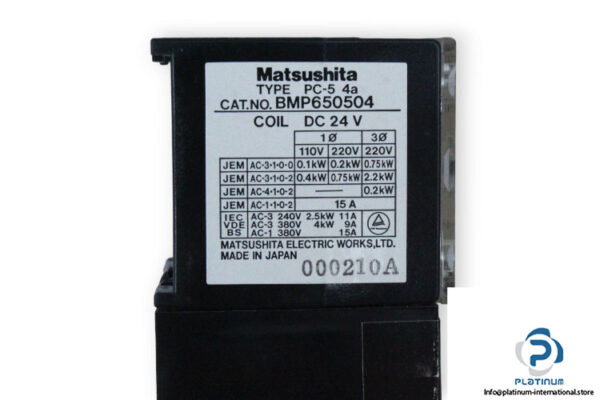 Matsushita
TYPE PC-5 4a
CAT.NO. BMP650504
COIL DC 24 V
1Ø 3Ø
110V 220V 220V
JEM AC-3-1-0-0 0.1kW 0.2kW 0.75kW
JEM AC-3-1-0-2 0.4kW 0.75kW 2.2kW
JEM AC-4-1-0-2 — 0.2kW
JEM AC-1-1-0-2 15A
IEC AC-3 240V 2.5kW 11A
VDE AC-3 380V 4kW 9A
BS AC-1 380V 15A
MATSUSHITA ELECTRIC WORKS,LTD.
MADE IN JAPAN
000210A
PLATINUM
https://platinum-international.store